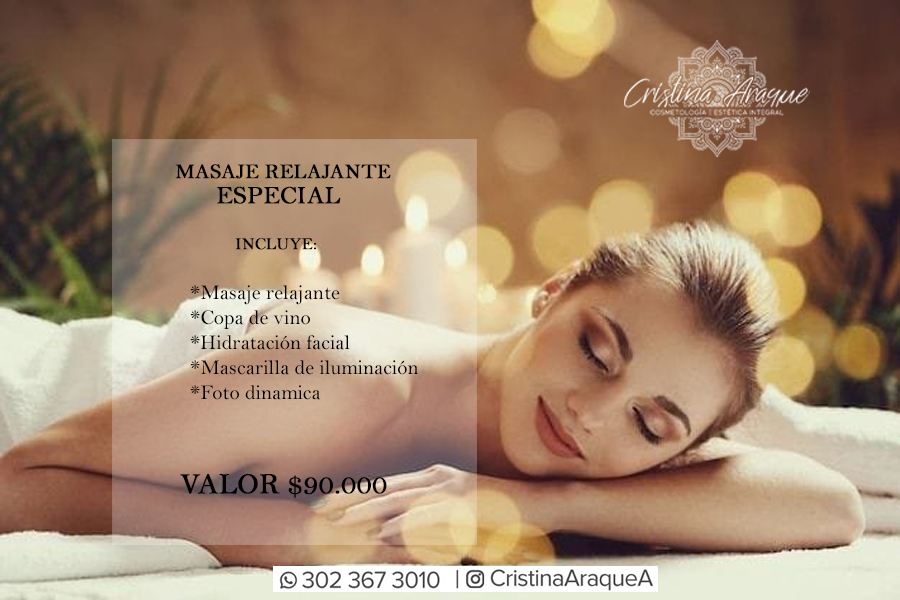 Cristina Araque
COSMETOLOGÍA | ESTÉTICA INTEGRAL
MASAJE RELAJANTE
ESPECIAL
INCLUYE:
*Masaje relajante
*Copa de vino
*Hidratación facial
*Mascarilla de iluminación
*Foto dinamica
VALOR $90.000
302 367 3010 | CristinaAraqueA